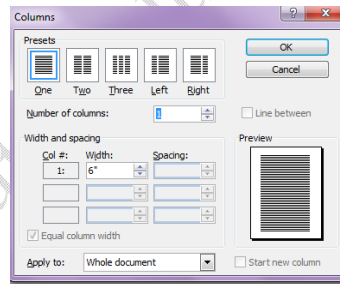 Columns
Presets
One Two Three Left Right
OK
Cancel
Number of columns: 1
Line between
Width and spacing
Preview
Col #: Width: Spacing:
1: 6"
Equal column width
Apply to: Whole document
Start new column